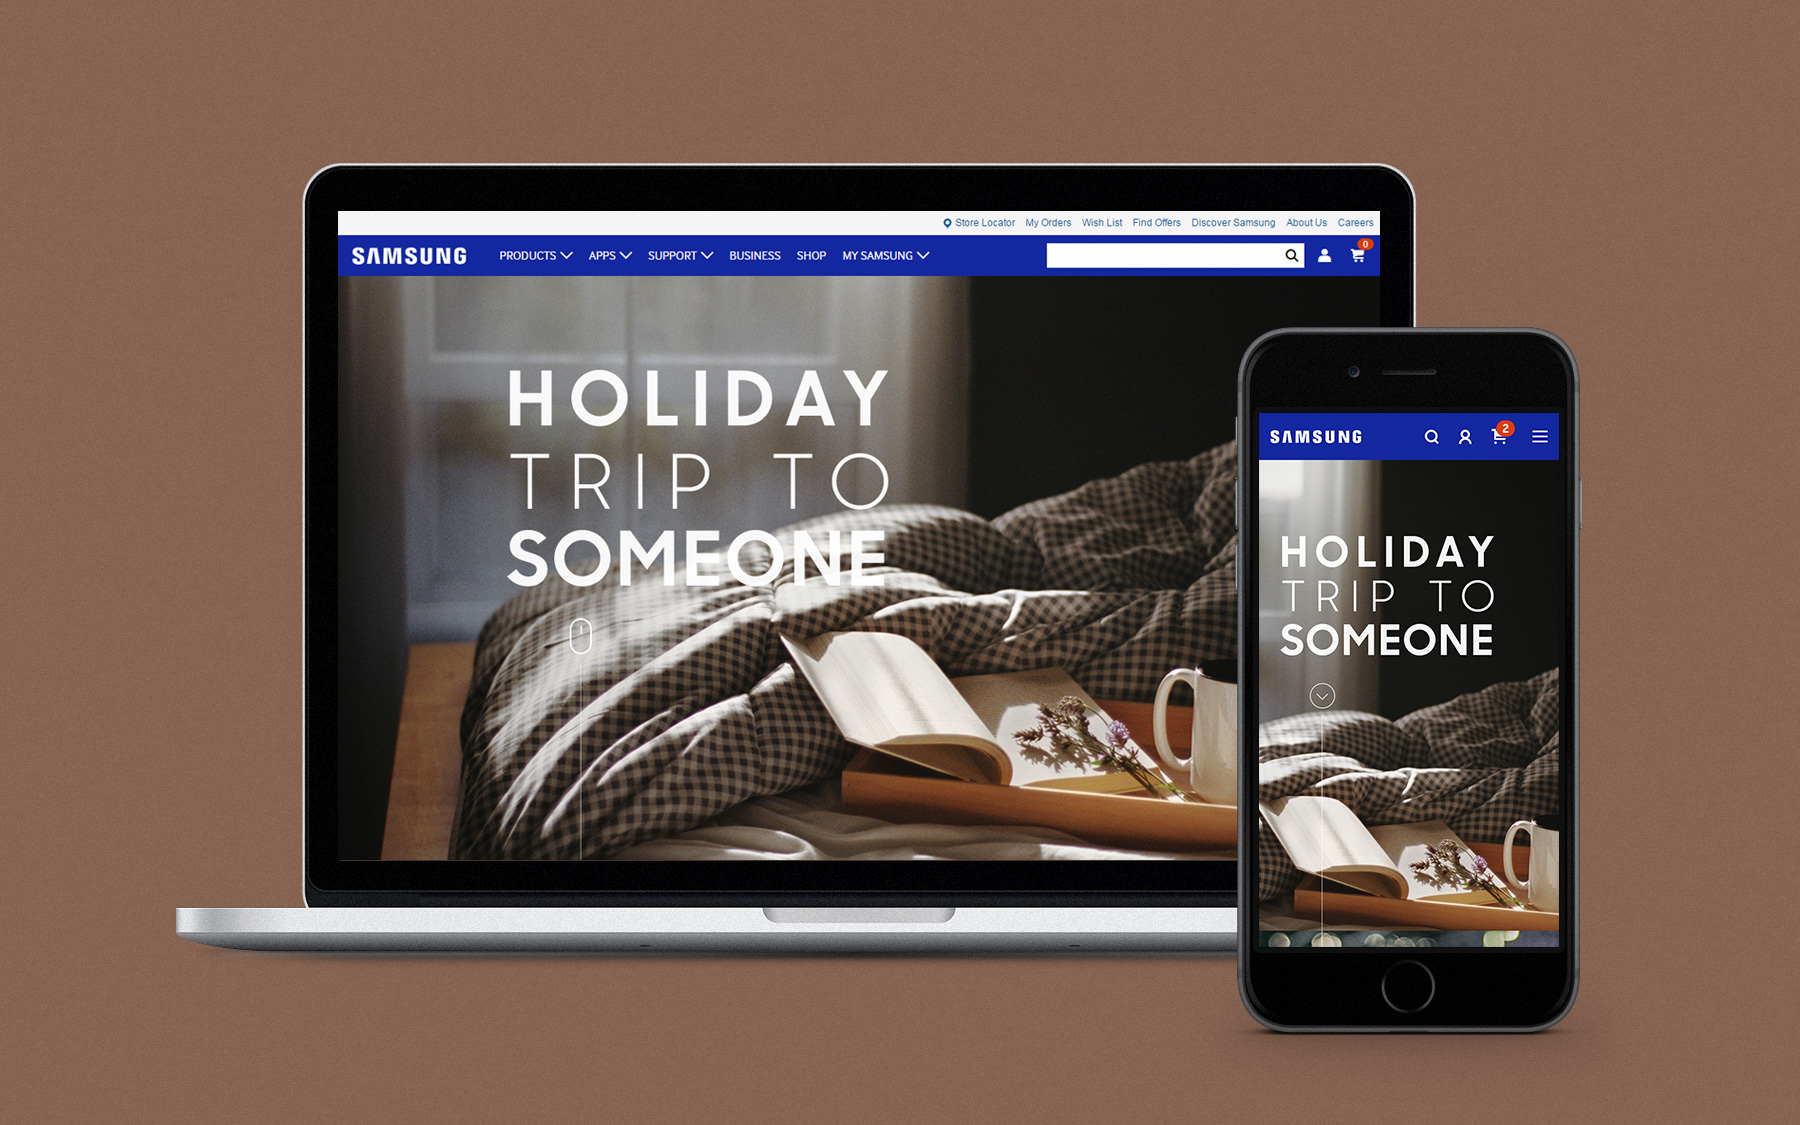 Store Locator My Orders Wish List Find Offers Discover Samsung About Us Careers
SAMSUNG PRODUCTS APPS SUPPORT BUSINESS SHOP MY SAMSUNG 0
HOLIDAY
TRIP TO
SOMEONE
SAMSUNG 2
HOLIDAY
TRIP TO
SOMEONE